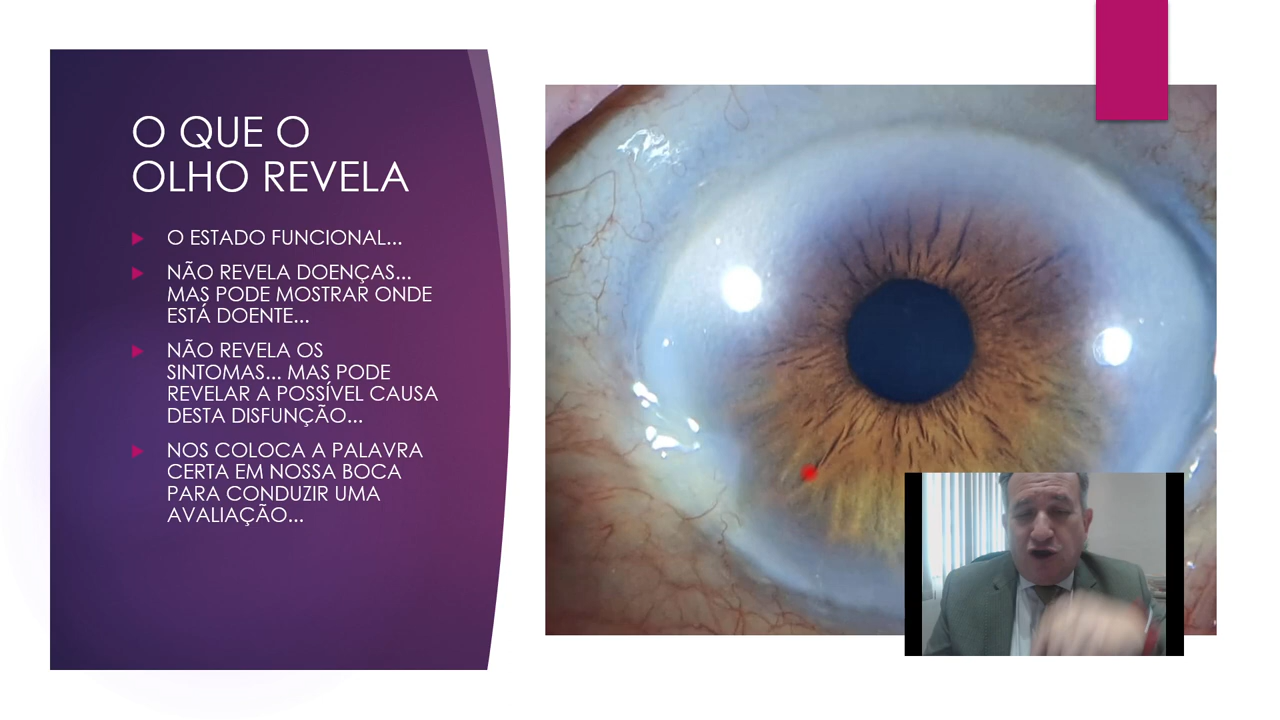 O QUE O
OLHO REVELA
O ESTADO FUNCIONAL...
NÃO REVELA DOENÇAS...
MAS PODE MOSTRAR ONDE
ESTÁ DOENTE...
NÃO REVELA OS
SINTOMAS... MAS PODE
REVELAR A POSSÍVEL CAUSA
DESTA DISFUNÇÃO...
NOS COLOCA A PALAVRA
CERTA EM NOSSA BOCA
PARA CONDUZIR UMA
AVALIAÇÃO...